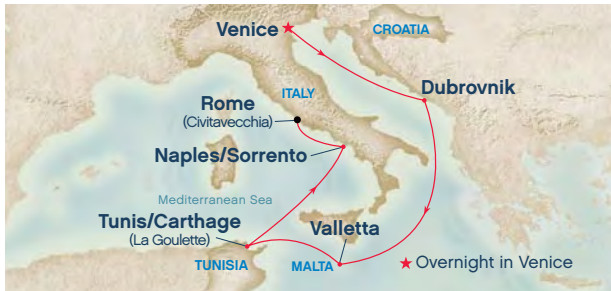 Venice
CROATIA
Dubrovnik
ITALY
Rome
(Civitavecchia)
Naples/Sorrento
Mediterranean Sea
Tunis/Carthage
(La Goulette)
Valletta
TUNISIA
MALTA
Overnight in Venice